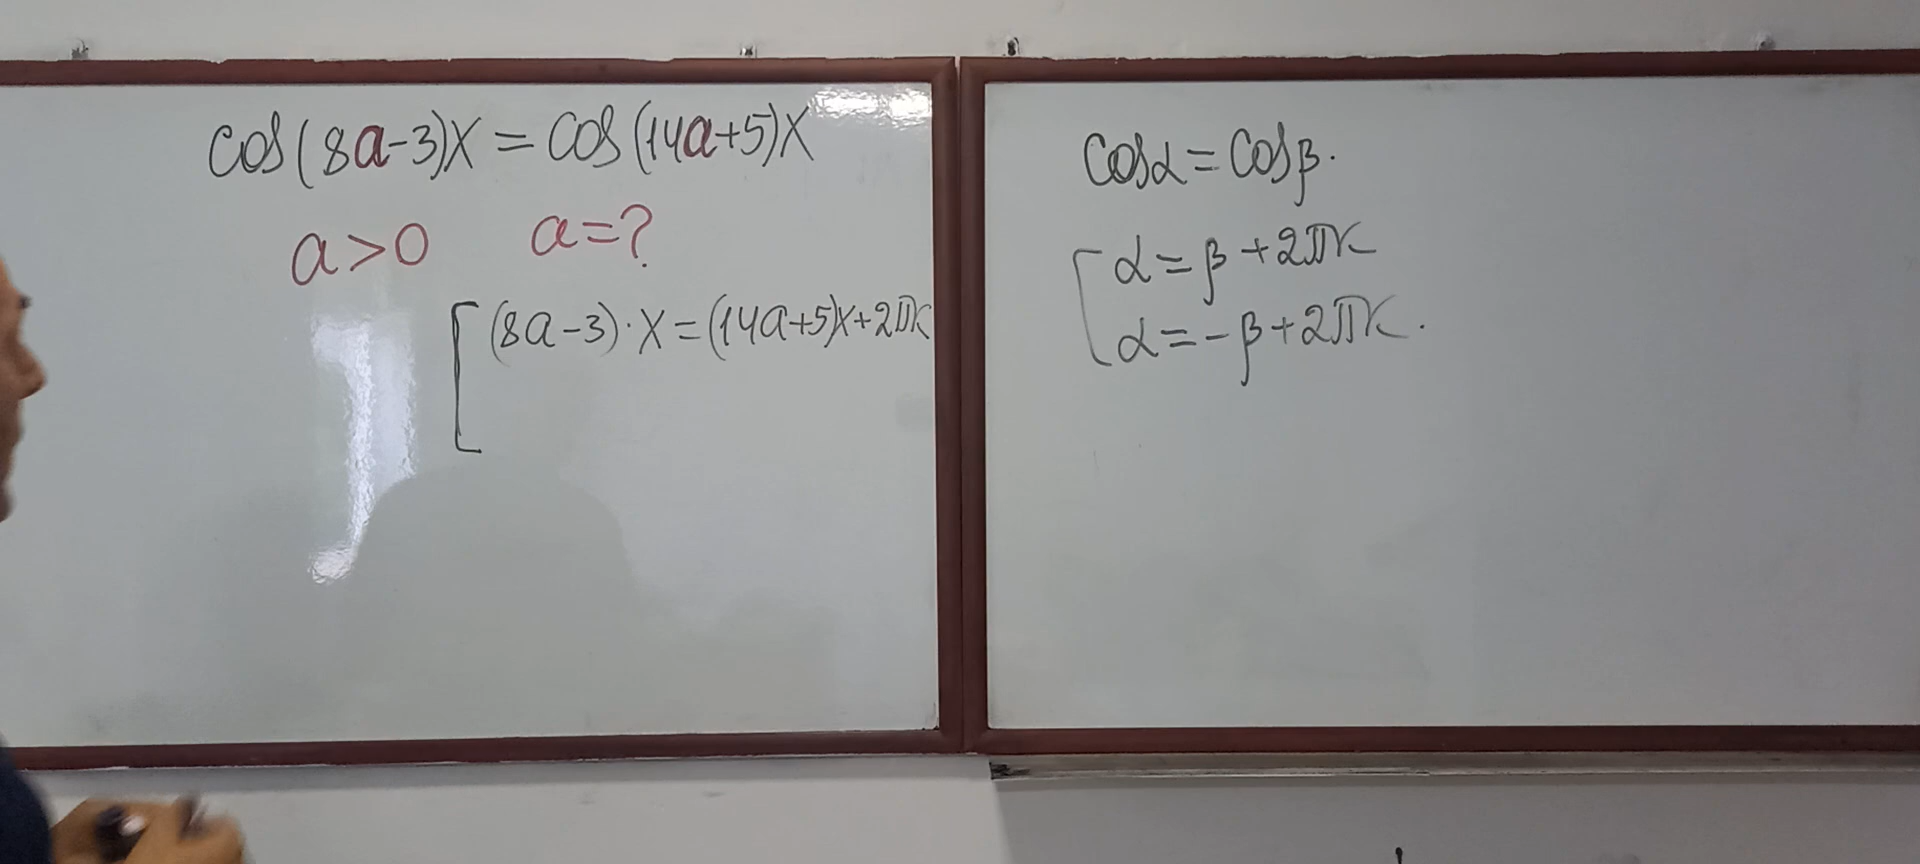 cos(8a-3)x=cos(14a+5)x
a>0 a=?
(8a-3)·x=(14a+5)x+2πk
cosα=cosβ.
α=β+2πk
α=-β+2πk.